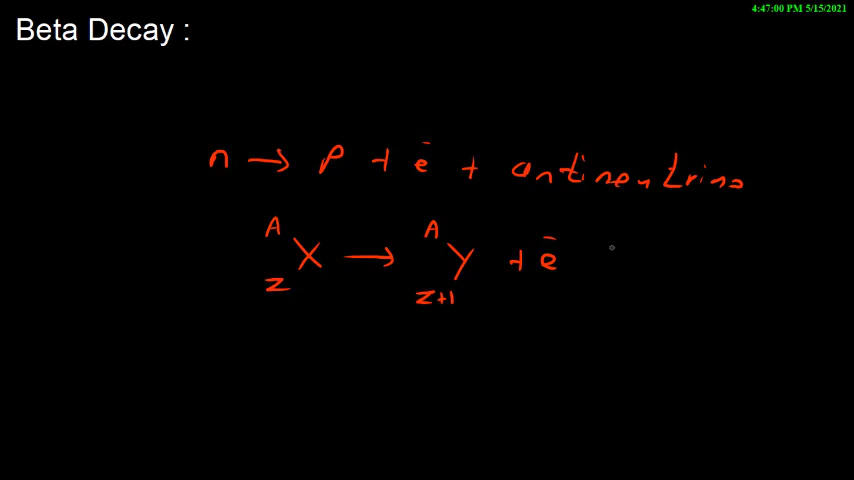 4:47:00 PM 5/15/2021
Beta Decay :
n → p + e⁻ + antineutrino
ᴬ_Z X → ᴬ_Z+1 Y + e⁻